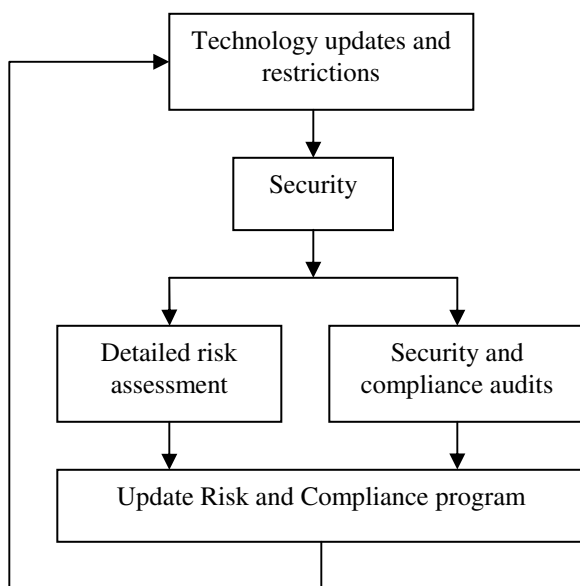 Technology updates and
restrictions
Security
Detailed risk
assessment
Security and
compliance audits
Update Risk and Compliance program